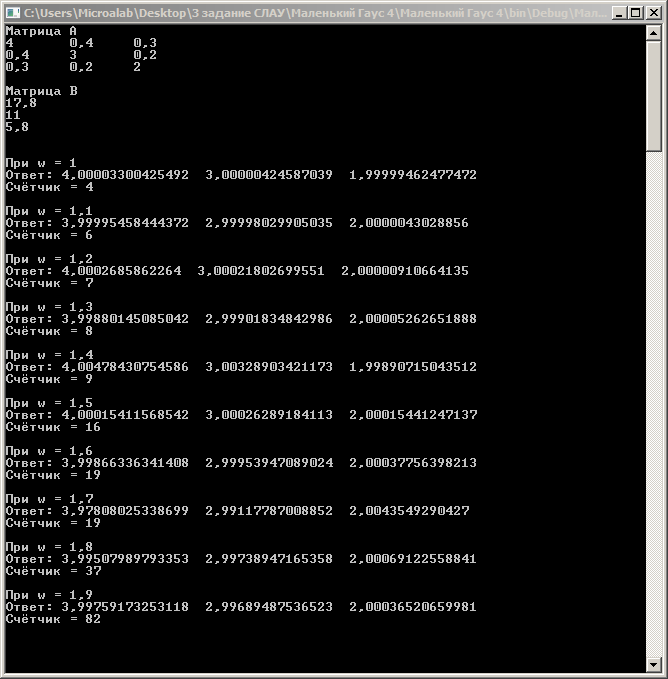 C:\Users\Microalab\Desktop\3 задание СЛАУ\Маленький Гаус 4\Маленький Гаус 4\bin\Debug\Мал...
Матрица A
4 0,4 0,3
0,4 3 0,2
0,3 0,2 2
Матрица B
17,8
11
5,8
При w = 1
Ответ: 4,00003300425492 3,00000424587039 1,99999462477472
Счётчик = 4
При w = 1,1
Ответ: 3,99995458444372 2,99998029905035 2,0000043028856
Счётчик = 6
При w = 1,2
Ответ: 4,0002685862264 3,00021802699551 2,00000910664135
Счётчик = 7
При w = 1,3
Ответ: 3,99880145085042 2,99901834842986 2,00005262651888
Счётчик = 8
При w = 1,4
Ответ: 4,00478430754586 3,00328903421173 1,99890715043512
Счётчик = 9
При w = 1,5
Ответ: 4,00015411568542 3,00026289184113 2,00015441247137
Счётчик = 16
При w = 1,6
Ответ: 3,99866336341408 2,99953947089024 2,00037756398213
Счётчик = 19
При w = 1,7
Ответ: 3,97808025338699 2,99117787008852 2,0043549290427
Счётчик = 19
При w = 1,8
Ответ: 3,99507989793353 2,99738947165358 2,00069122558841
Счётчик = 37
При w = 1,9
Ответ: 3,99759173253118 2,99689487536523 2,00036520659981
Счётчик = 82